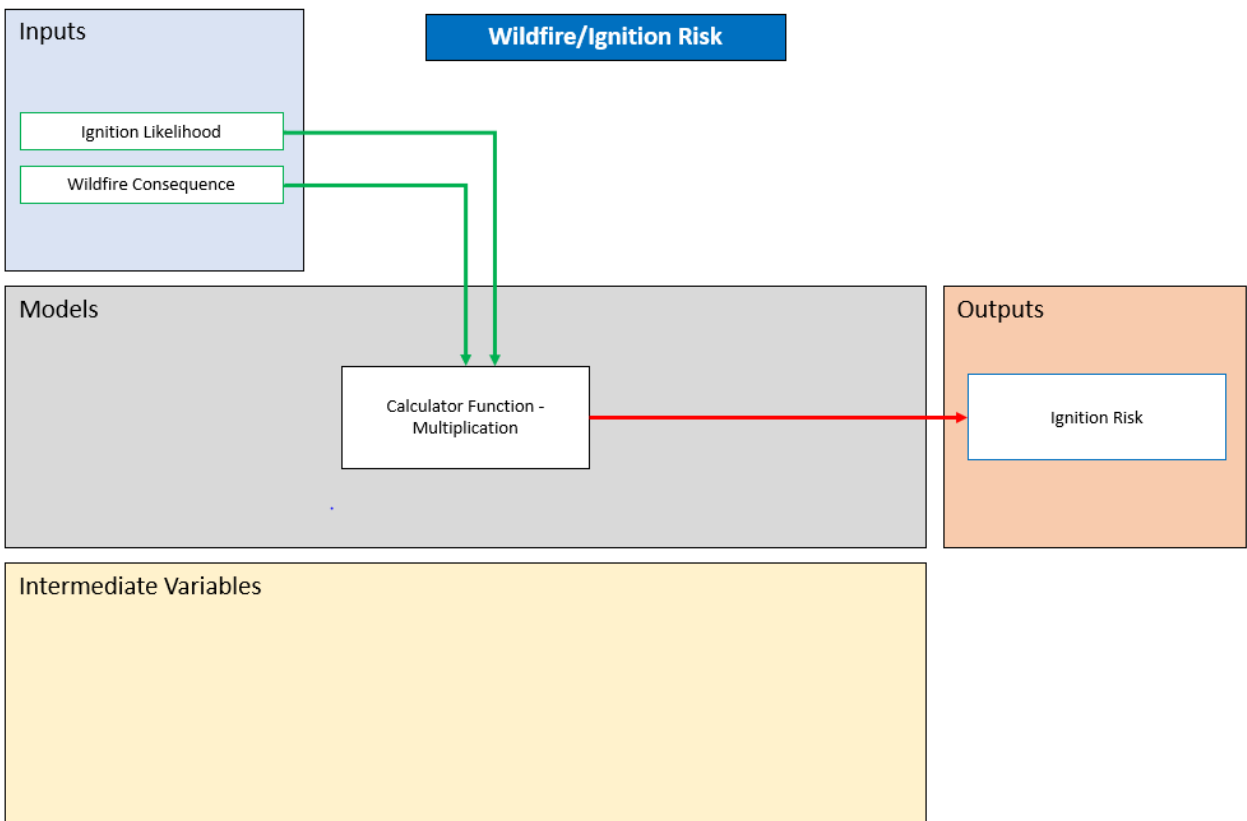 Inputs
Wildfire/Ignition Risk
Ignition Likelihood
Wildfire Consequence
Models
Outputs
Calculator Function -
Multiplication
Ignition Risk
Intermediate Variables